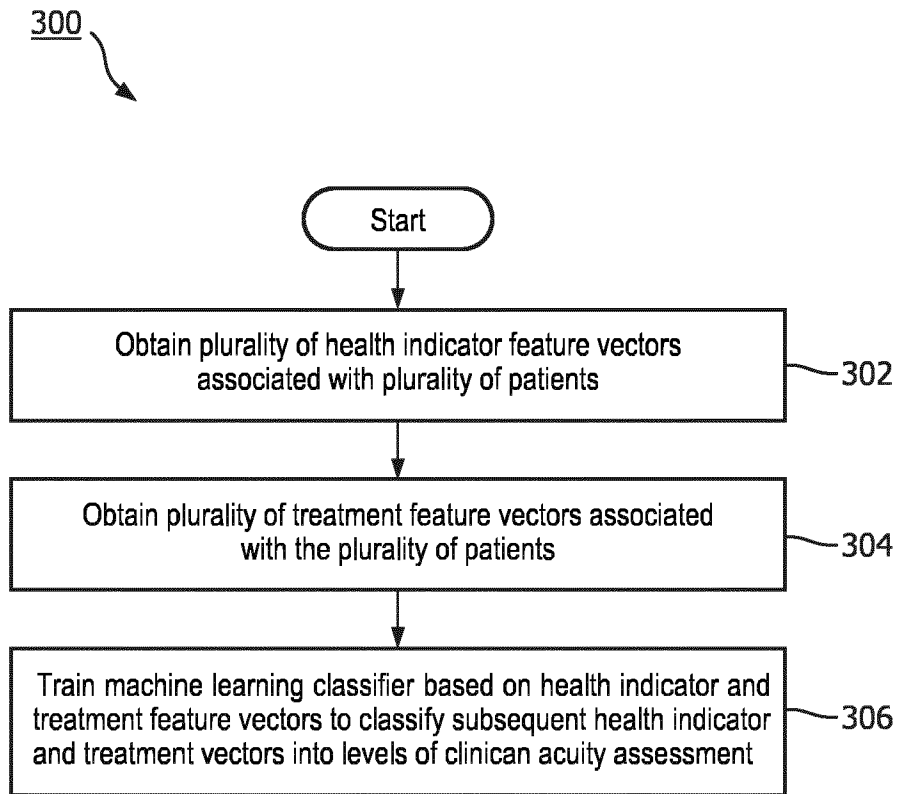 300
Start
Obtain plurality of health indicator feature vectors
associated with plurality of patients
302
Obtain plurality of treatment feature vectors associated
with the plurality of patients
304
Train machine learning classifier based on health indicator and
treatment feature vectors to classify subsequent health indicator
and treatment vectors into levels of clinican acuity assessment
306